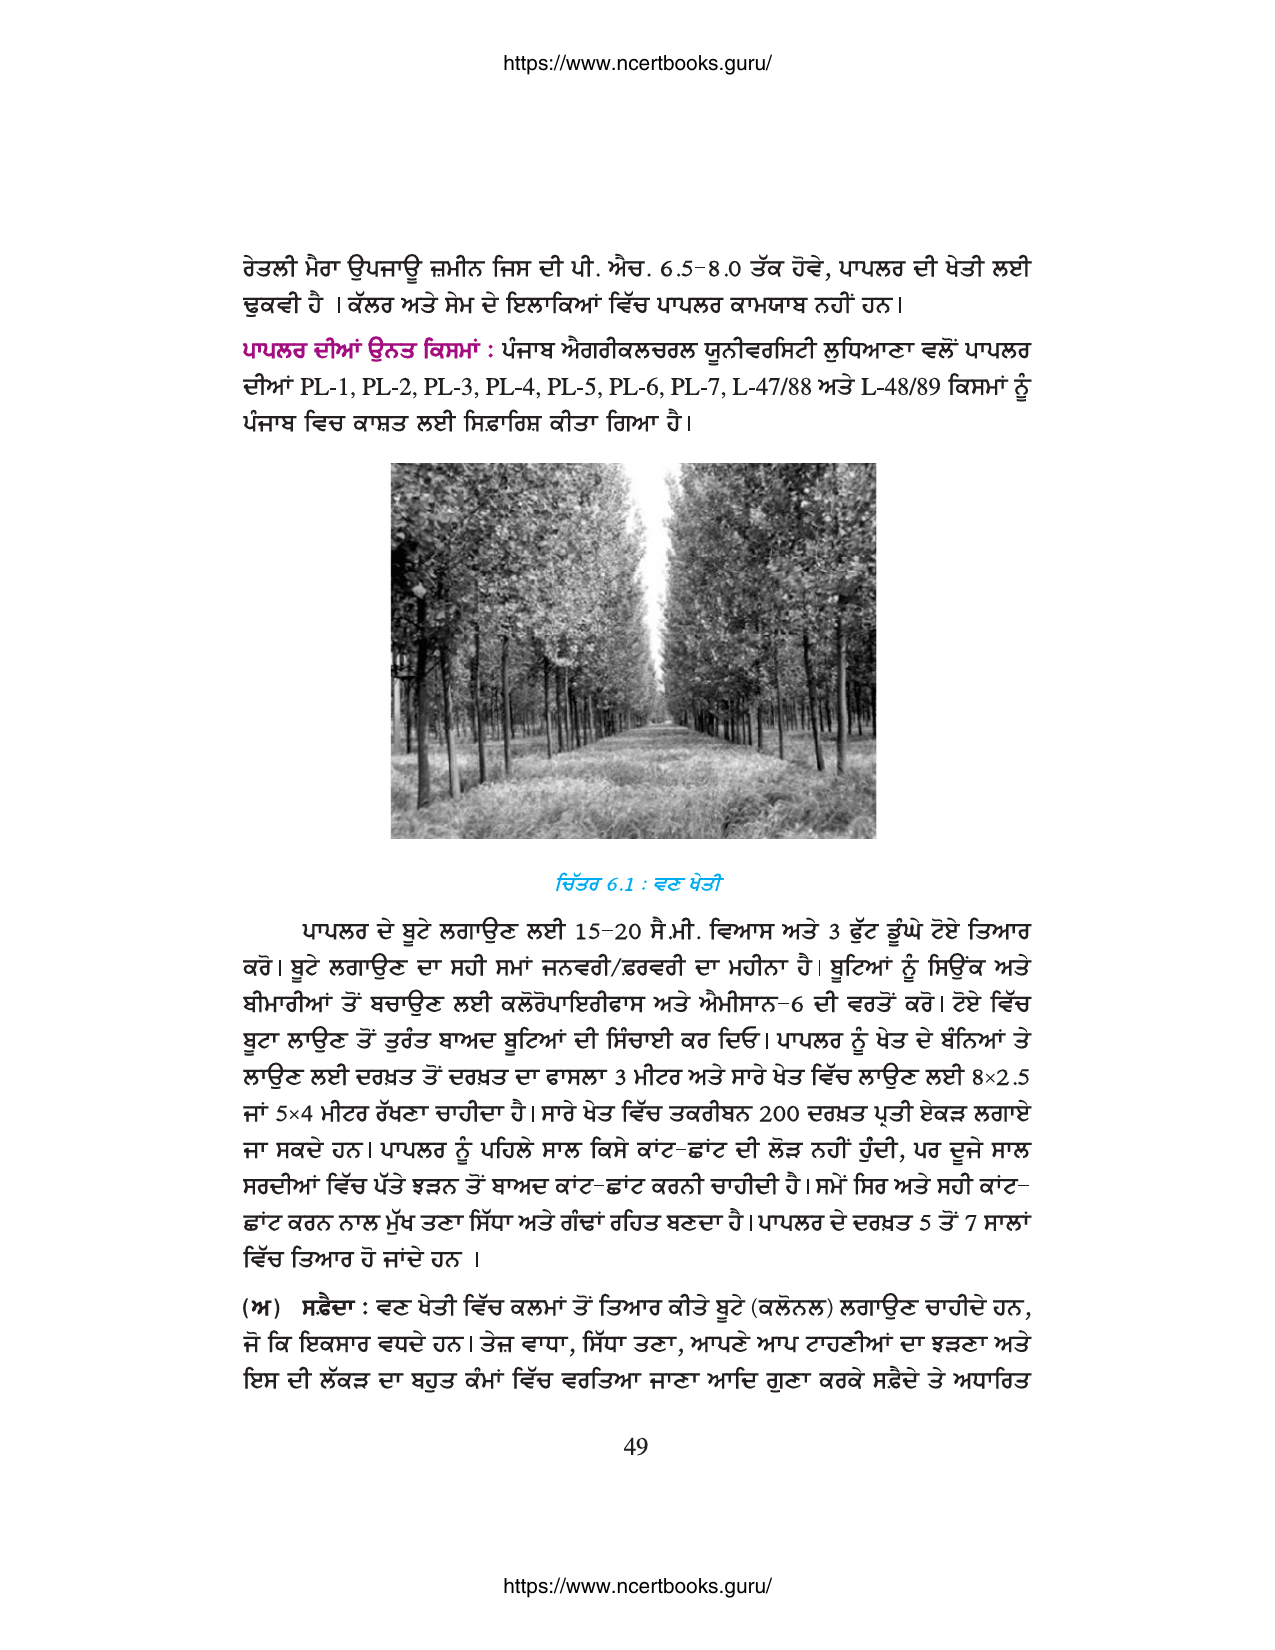 https://www.ncertbooks.guru/
ਰੇਤਲੀ ਮੈਰਾ ਉਪਜਾਊ ਜ਼ਮੀਨ ਜਿਸ ਦੀ ਪੀ. ਐਚ. 6.5-8.0 ਤੱਕ ਹੋਵੇ, ਪਾਪਲਰ ਦੀ ਖੇਤੀ ਲਈ
ਢੁਕਵੀ ਹੈ । ਕੱਲਰ ਅਤੇ ਸੇਮ ਦੇ ਇਲਾਕਿਆਂ ਵਿੱਚ ਪਾਪਲਰ ਕਾਮਯਾਬ ਨਹੀਂ ਹਨ।
ਪਾਪਲਰ ਦੀਆਂ ਉਨਤ ਕਿਸਮਾਂ : ਪੰਜਾਬ ਐਗਰੀਕਲਚਰਲ ਯੂਨੀਵਰਸਿਟੀ ਲੁਧਿਆਣਾ ਵਲੋਂ ਪਾਪਲਰ
ਦੀਆਂ PL-1, PL-2, PL-3, PL-4, PL-5, PL-6, PL-7, L-47/88 ਅਤੇ L-48/89 ਕਿਸਮਾਂ ਨੂੰ
ਪੰਜਾਬ ਵਿਚ ਕਾਸ਼ਤ ਲਈ ਸਿਫ਼ਾਰਿਸ਼ ਕੀਤਾ ਗਿਆ ਹੈ।
ਚਿੱਤਰ 6.1 : ਵਣ ਖੇਤੀ
ਪਾਪਲਰ ਦੇ ਬੂਟੇ ਲਗਾਉਣ ਲਈ 15-20 ਸੈ.ਮੀ. ਵਿਆਸ ਅਤੇ 3 ਫੁੱਟ ਡੂੰਘੇ ਟੋਏ ਤਿਆਰ
ਕਰੋ। ਬੂਟੇ ਲਗਾਉਣ ਦਾ ਸਹੀ ਸਮਾਂ ਜਨਵਰੀ/ਫ਼ਰਵਰੀ ਦਾ ਮਹੀਨਾ ਹੈ। ਬੂਟਿਆਂ ਨੂੰ ਸਿਉਂਕ ਅਤੇ
ਬੀਮਾਰੀਆਂ ਤੋਂ ਬਚਾਉਣ ਲਈ ਕਲੋਰੋਪਾਇਰੀਫਾਸ ਅਤੇ ਐਮੀਸਾਨ-6 ਦੀ ਵਰਤੋਂ ਕਰੋ। ਟੋਏ ਵਿੱਚ
ਬੂਟਾ ਲਾਉਣ ਤੋਂ ਤੁਰੰਤ ਬਾਅਦ ਬੂਟਿਆਂ ਦੀ ਸਿੰਚਾਈ ਕਰ ਦਿਓ। ਪਾਪਲਰ ਨੂੰ ਖੇਤ ਦੇ ਬੰਨਿਆਂ ਤੇ
ਲਾਉਣ ਲਈ ਦਰਖ਼ਤ ਤੋਂ ਦਰਖ਼ਤ ਦਾ ਫਾਸਲਾ 3 ਮੀਟਰ ਅਤੇ ਸਾਰੇ ਖੇਤ ਵਿੱਚ ਲਾਉਣ ਲਈ 8×2.5
ਜਾਂ 5×4 ਮੀਟਰ ਰੱਖਣਾ ਚਾਹੀਦਾ ਹੈ। ਸਾਰੇ ਖੇਤ ਵਿੱਚ ਤਕਰੀਬਨ 200 ਦਰਖ਼ਤ ਪ੍ਰਤੀ ਏਕੜ ਲਗਾਏ
ਜਾ ਸਕਦੇ ਹਨ। ਪਾਪਲਰ ਨੂੰ ਪਹਿਲੇ ਸਾਲ ਕਿਸੇ ਕਾਂਟ-ਛਾਂਟ ਦੀ ਲੋੜ ਨਹੀਂ ਹੁੰਦੀ, ਪਰ ਦੂਜੇ ਸਾਲ
ਸਰਦੀਆਂ ਵਿੱਚ ਪੱਤੇ ਝੜਨ ਤੋਂ ਬਾਅਦ ਕਾਂਟ-ਛਾਂਟ ਕਰਨੀ ਚਾਹੀਦੀ ਹੈ। ਸਮੇਂ ਸਿਰ ਅਤੇ ਸਹੀ ਕਾਂਟ-
ਛਾਂਟ ਕਰਨ ਨਾਲ ਮੁੱਖ ਤਣਾ ਸਿੱਧਾ ਅਤੇ ਗੰਢਾਂ ਰਹਿਤ ਬਣਦਾ ਹੈ। ਪਾਪਲਰ ਦੇ ਦਰਖ਼ਤ 5 ਤੋਂ 7 ਸਾਲਾਂ
ਵਿੱਚ ਤਿਆਰ ਹੋ ਜਾਂਦੇ ਹਨ ।
(ਅ) ਸਫ਼ੈਦਾ : ਵਣ ਖੇਤੀ ਵਿੱਚ ਕਲਮਾਂ ਤੋਂ ਤਿਆਰ ਕੀਤੇ ਬੂਟੇ (ਕਲੋਨਲ) ਲਗਾਉਣ ਚਾਹੀਦੇ ਹਨ,
ਜੋ ਕਿ ਇਕਸਾਰ ਵਧਦੇ ਹਨ। ਤੇਜ਼ ਵਾਧਾ, ਸਿੱਧਾ ਤਣਾ, ਆਪਣੇ ਆਪ ਟਾਹਣੀਆਂ ਦਾ ਝੜਣਾ ਅਤੇ
ਇਸ ਦੀ ਲੱਕੜ ਦਾ ਬਹੁਤ ਕੰਮਾਂ ਵਿੱਚ ਵਰਤਿਆ ਜਾਣਾ ਆਦਿ ਗੁਣਾ ਕਰਕੇ ਸਫ਼ੈਦੇ ਤੇ ਅਧਾਰਿਤ
49
https://www.ncertbooks.guru/